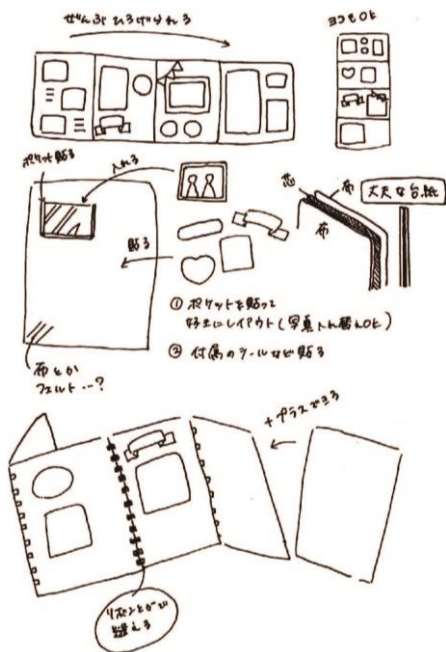 ぜんぶひろげられる
ヨコもOK
ポケット貼る
入れる
芯
布
布
丈夫な台紙
貼る
① ポケットを貼って
好きにレイアウト(写真入れ替えOK)
② 付属のシールなど貼る
布とか
フェルト…?
+プラスできる
リボンとかで
縫える